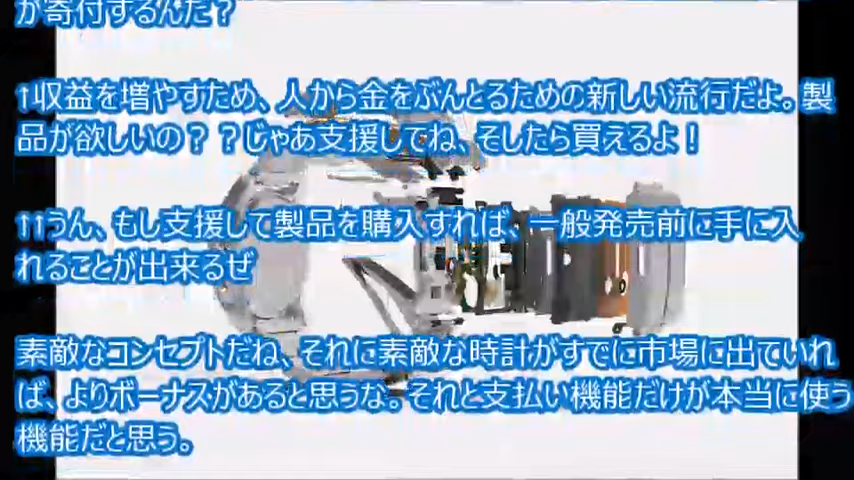 が寄付するんだ？
↑収益を増やすため、人から金をぶんとるための新しい流行だよ。製
品が欲しいの？？じゃあ支援してね、そしたら買えるよ！
↑↑うん、もし支援して製品を購入すれば、一般発売前に手に入
れることが出来るぜ
素敵なコンセプトだね、それに素敵な時計がすでに市場に出ていれ
ば、よりボーナスがあると思うな。それと支払い機能だけが本当に使う
機能だと思う。